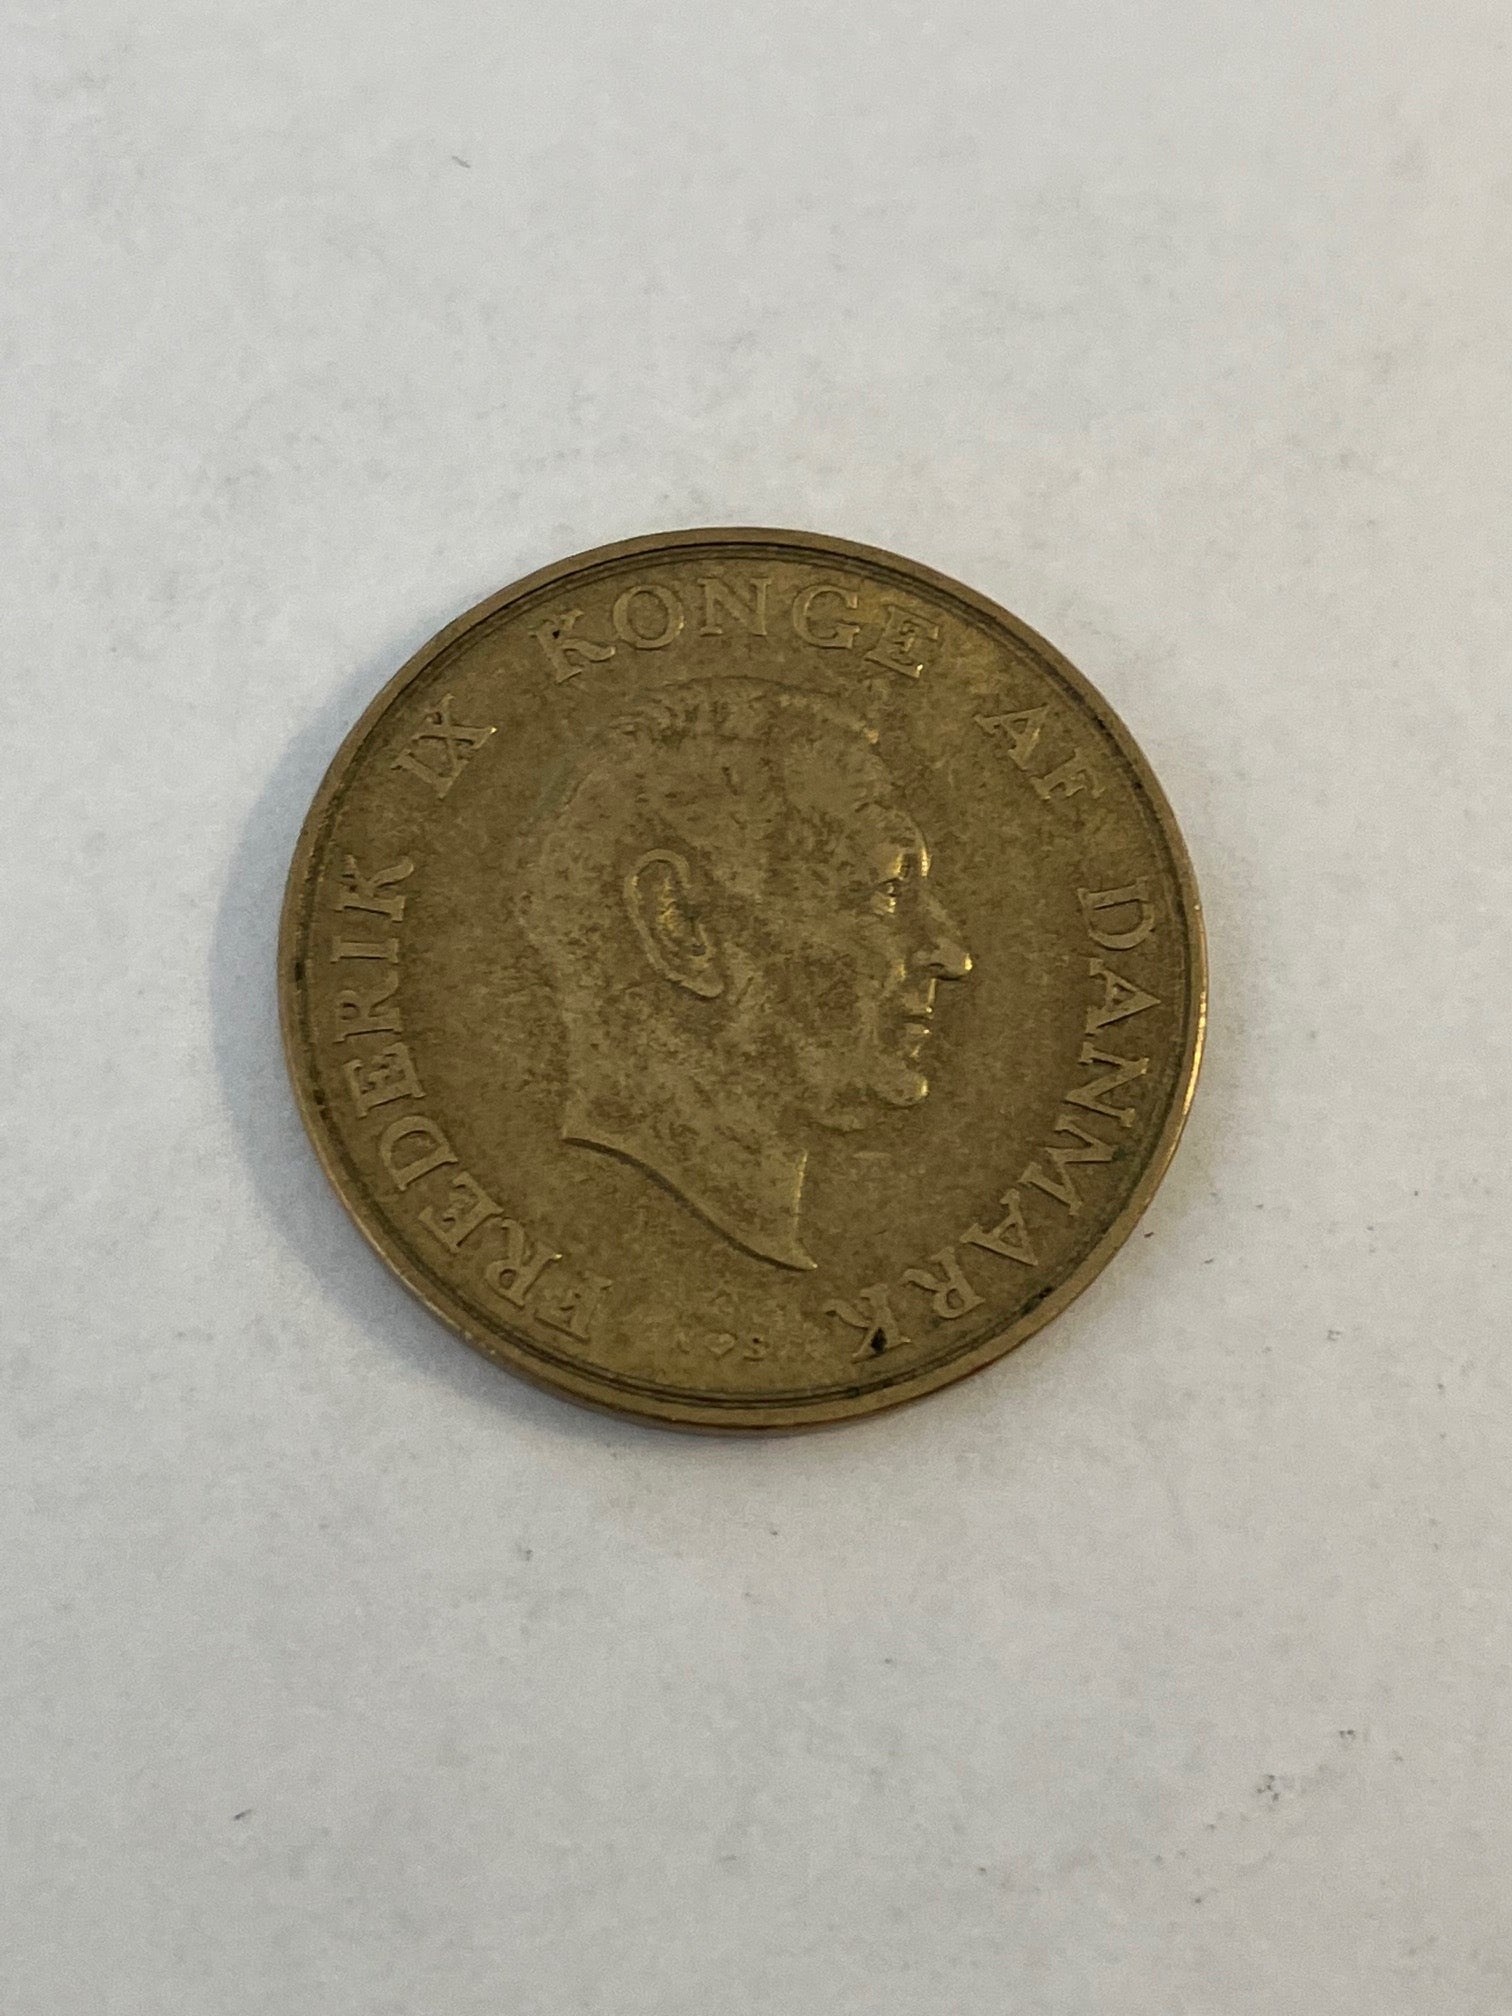 FREDERIK IX KONGE AF DANMARK
N♥S